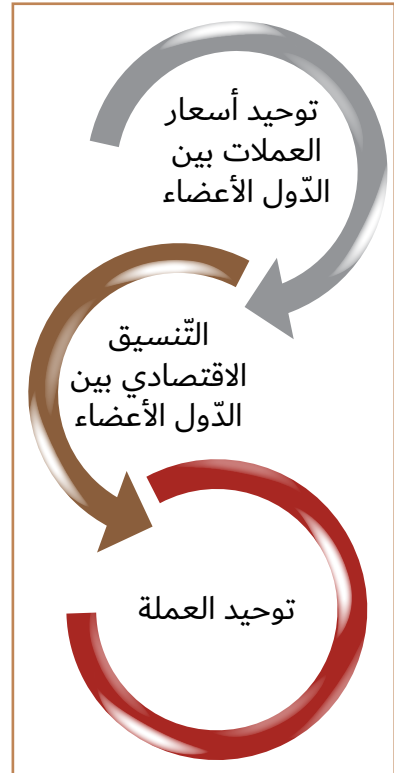 توحيد أسعار
العملات بين
الدّول الأعضاء
التّنسيق
الاقتصادي بين
الدّول الأعضاء
توحيد العملة